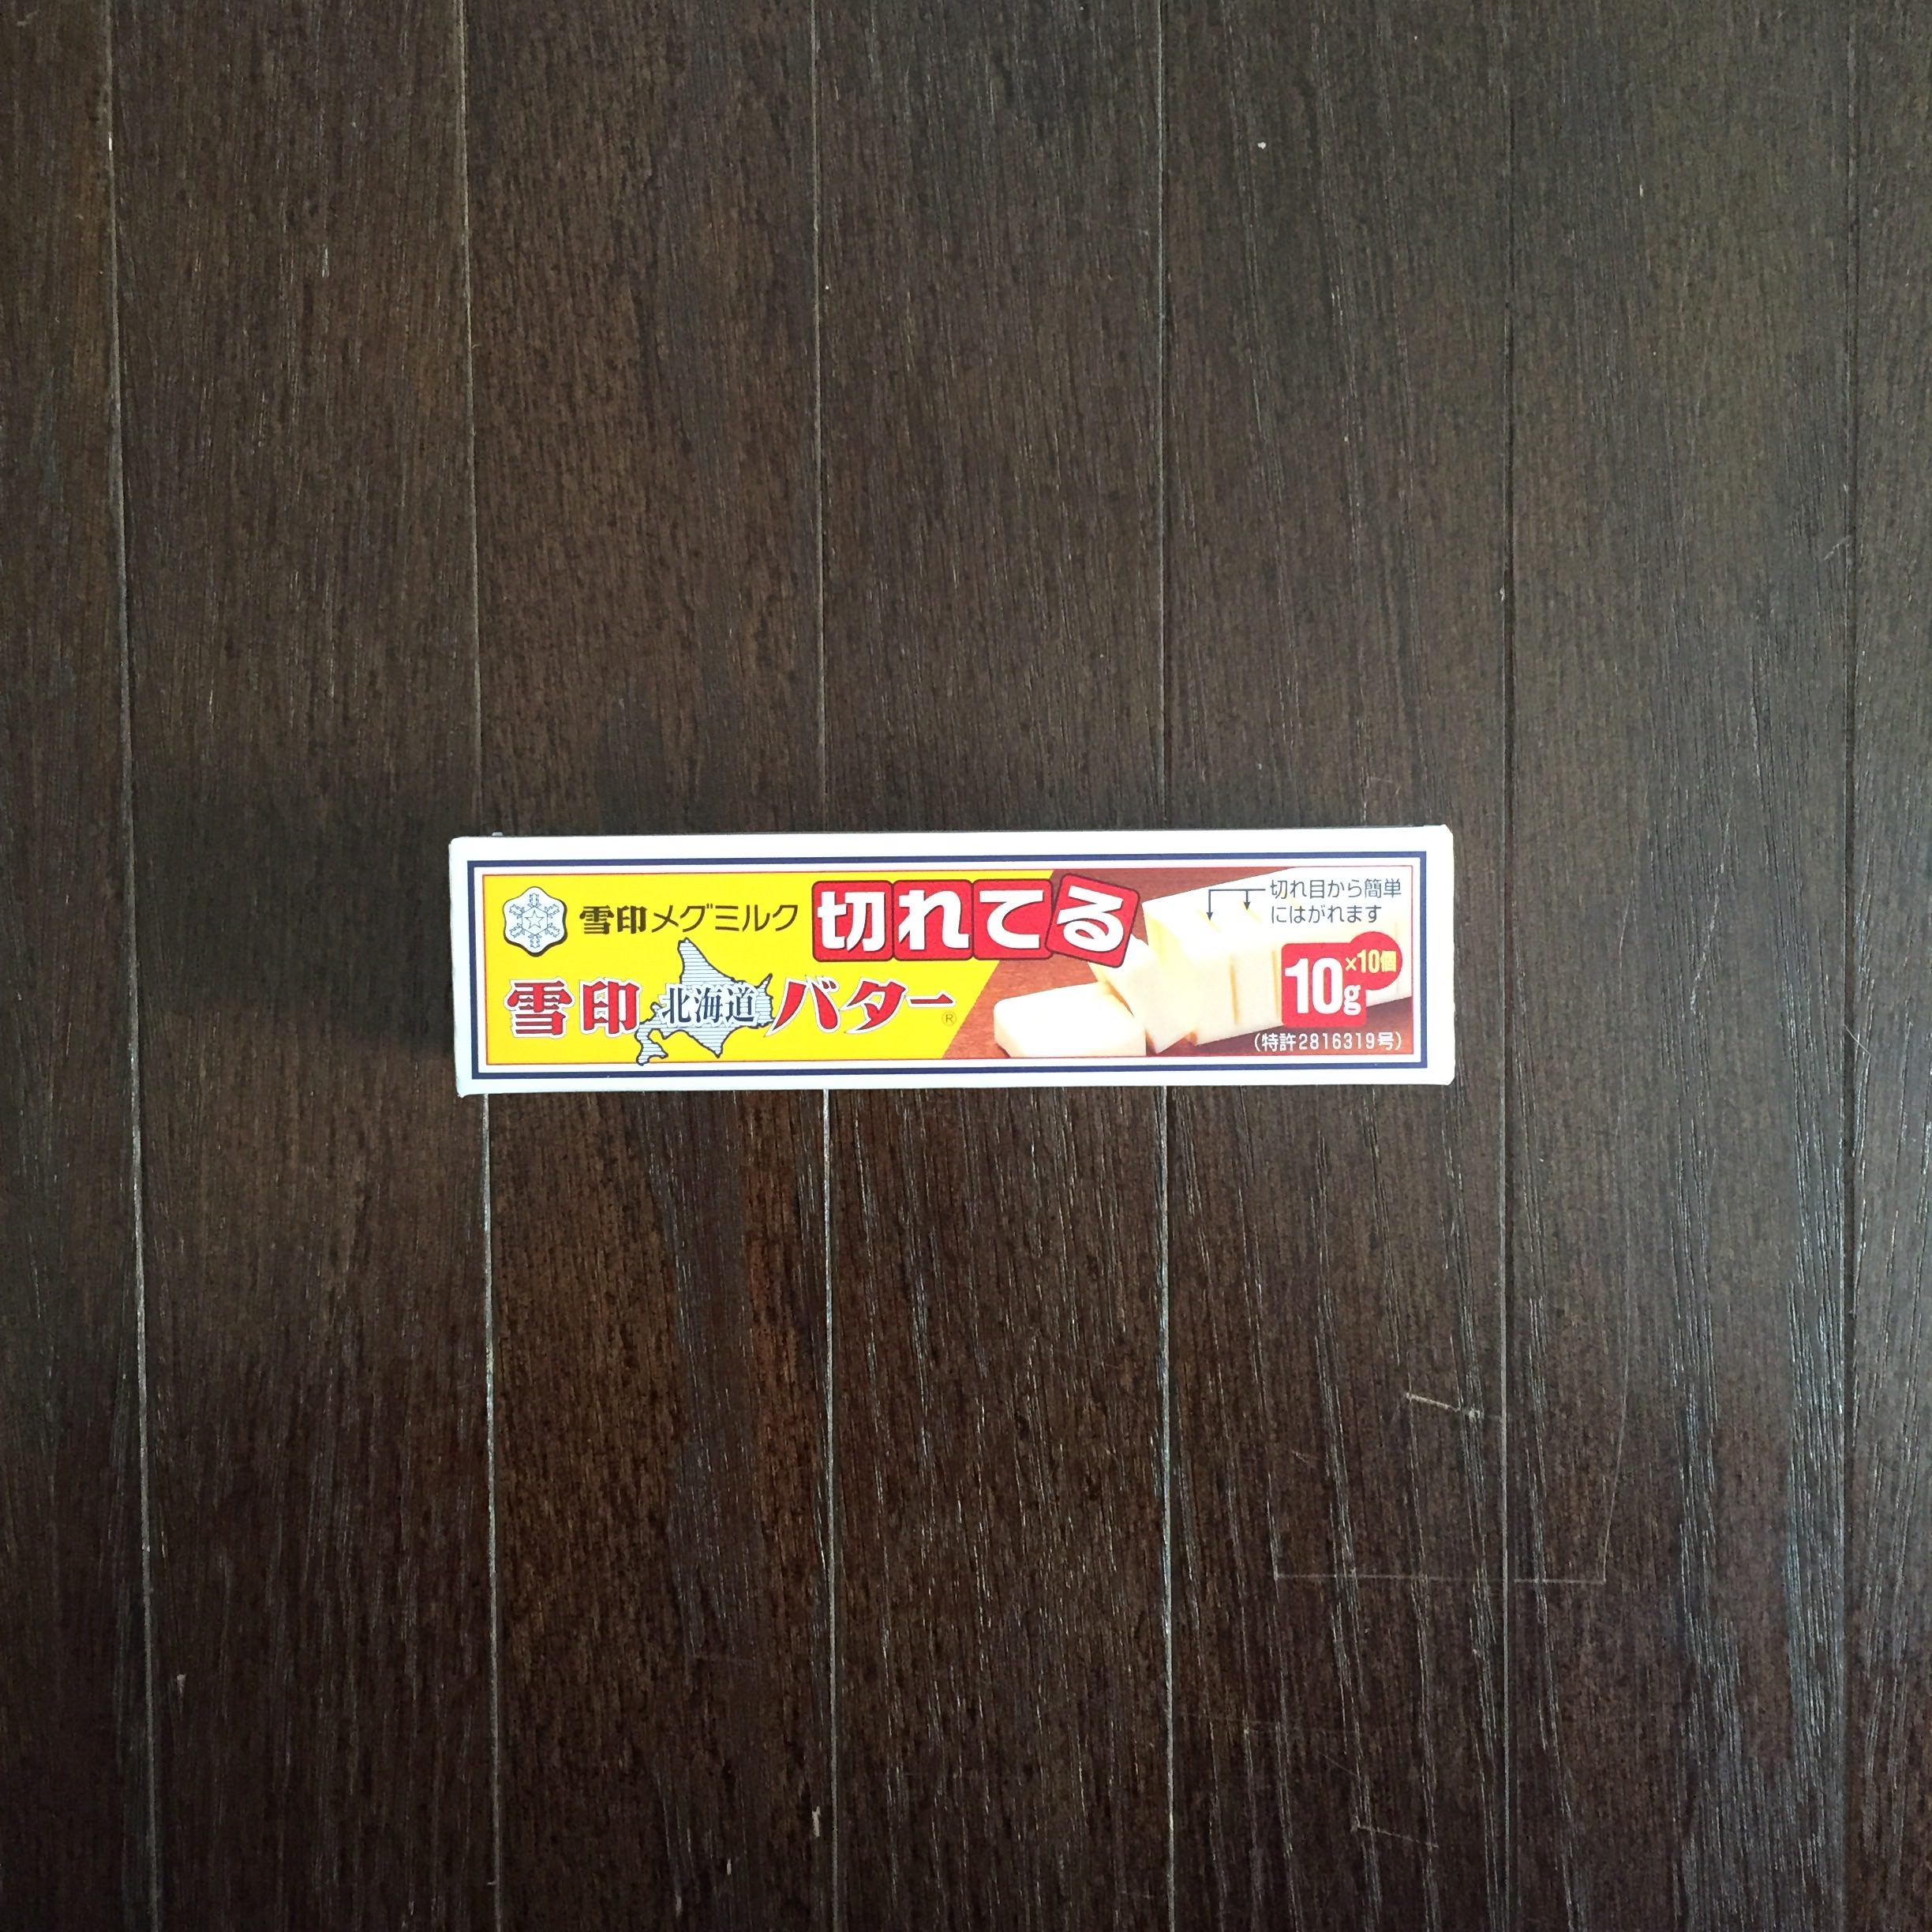 雪印メグミルク
切れてる
雪印北海道バター®
切れ目から簡単
にはがれます
10g×10個
(特許2816319号)